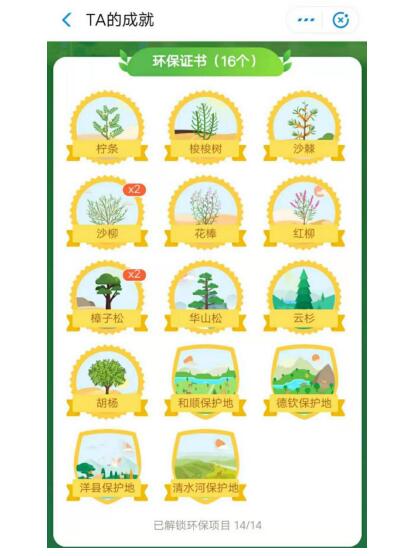 TA的成就
环保证书（16个）
柠条
梭梭树
沙棘
x2
沙柳
花棒
红柳
x2
樟子松
华山松
云杉
胡杨
和顺保护地
德钦保护地
洋县保护地
清水河保护地
已解锁环保项目 14/14